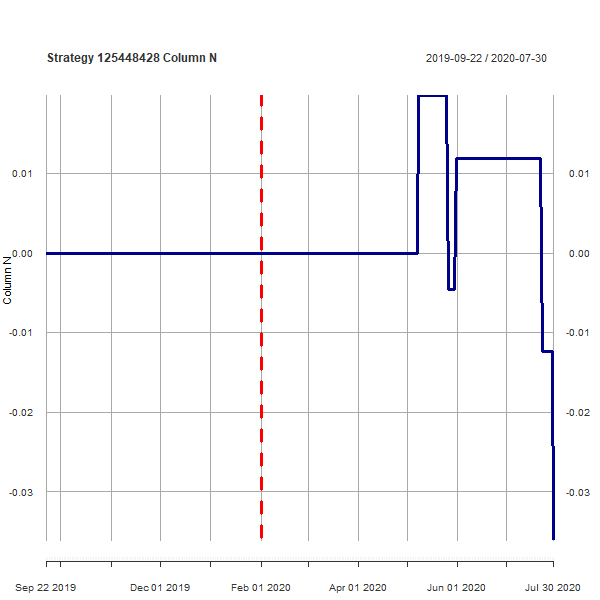 Strategy 125448428 Column N
2019-09-22 / 2020-07-30
0.01 0.01
0.00 0.00
Column N
-0.01 -0.01
-0.02 -0.02
-0.03 -0.03
Sep 22 2019 Dec 01 2019 Feb 01 2020 Apr 01 2020 Jun 01 2020 Jul 30 2020